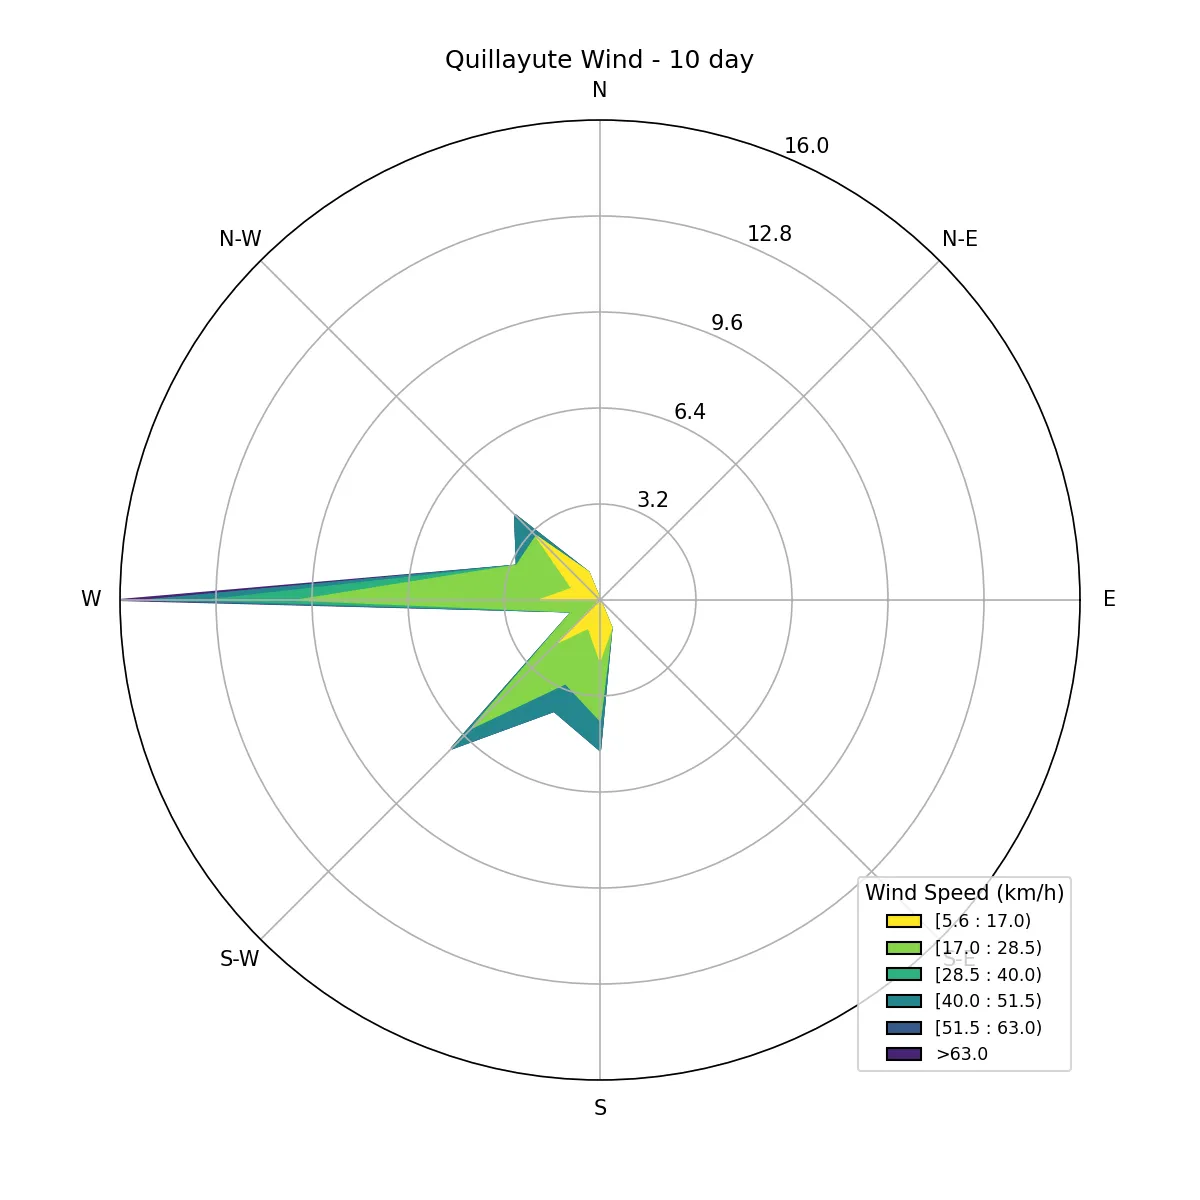 Quillayute Wind - 10 day
N
16.0
N-W
12.8
N-E
9.6
6.4
3.2
W
E
S-W
S-E
S
Wind Speed (km/h)
[5.6 : 17.0)
[17.0 : 28.5)
[28.5 : 40.0)
[40.0 : 51.5)
[51.5 : 63.0)
>63.0